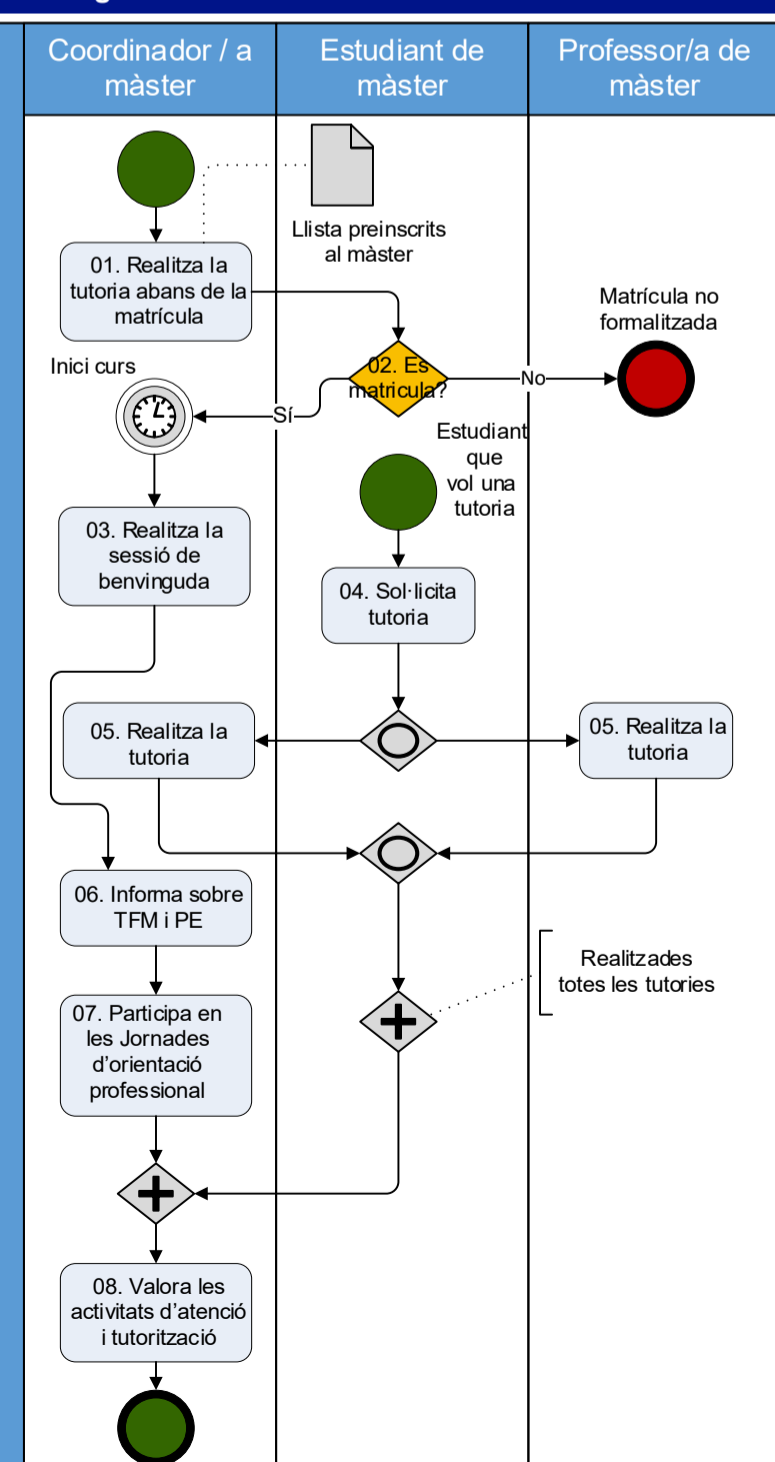 Coordinador / a
màster
Estudiant de
màster
Professor/a de
màster
Llista preinscrits
al màster
01. Realitza la
tutoria abans de la
matrícula
Matrícula no
formalitzada
02. Es
matricula?
No
Sí
Inici curs
Estudiant
que
vol una
tutoria
03. Realitza la
sessió de
benvinguda
04. Sol·licita
tutoria
05. Realitza la
tutoria
05. Realitza la
tutoria
06. Informa sobre
TFM i PE
Realitzades
totes les tutories
07. Participa en
les Jornades
d’orientació
professional
08. Valora les
activitats d’atenció
i tutorització